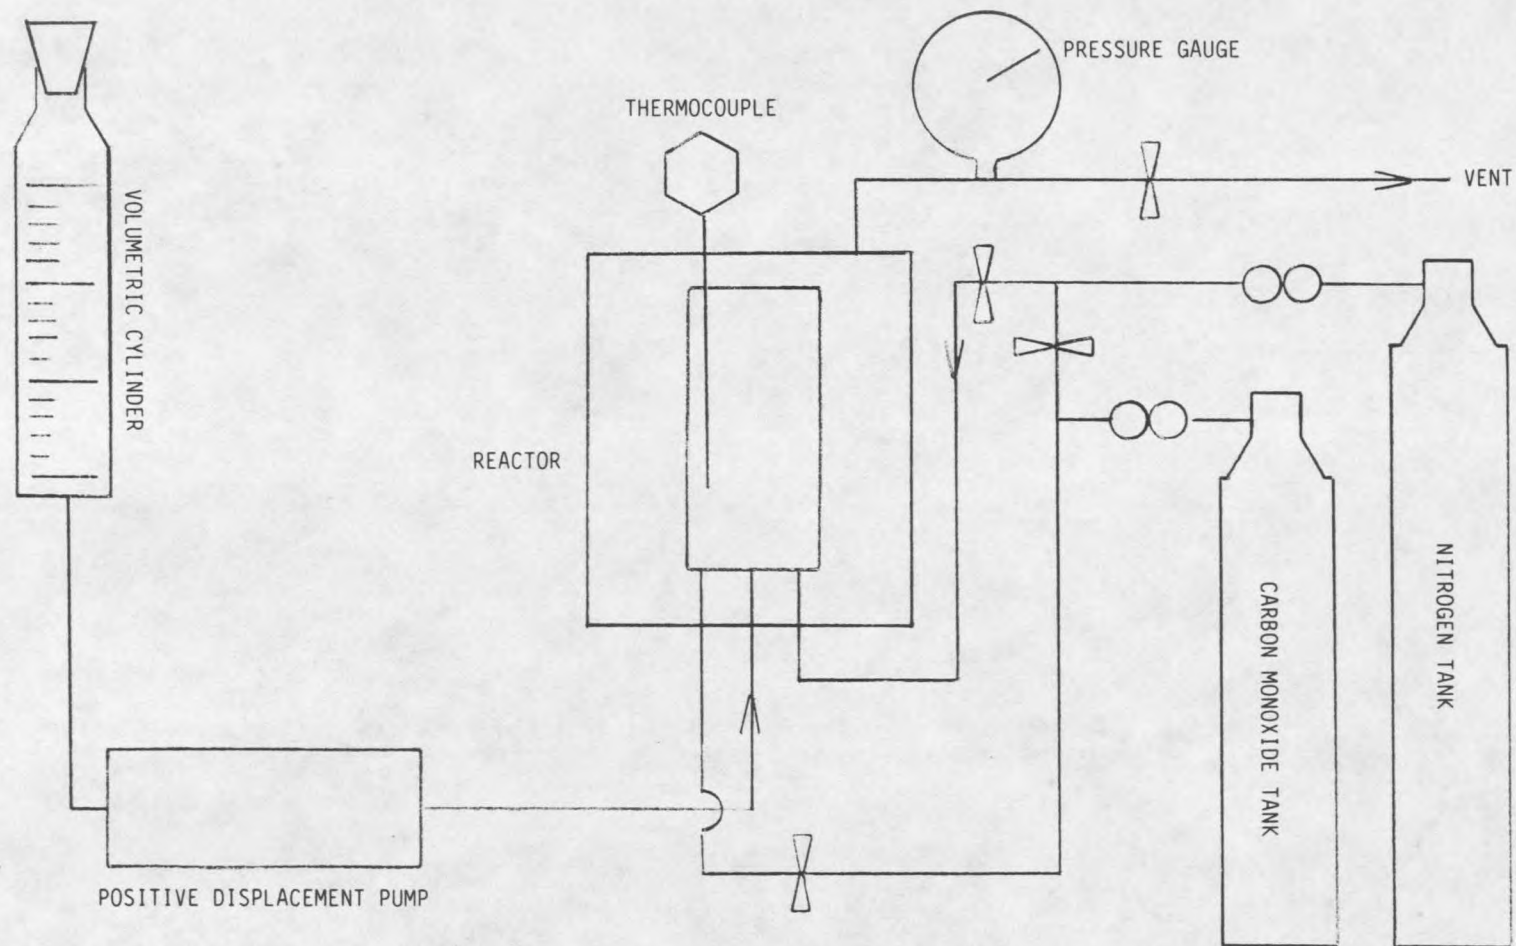 PRESSURE GAUGE
THERMOCOUPLE
VENT
VOLUMETRIC CYLINDER
REACTOR
NITROGEN TANK
CARBON MONOXIDE TANK
POSITIVE DISPLACEMENT PUMP